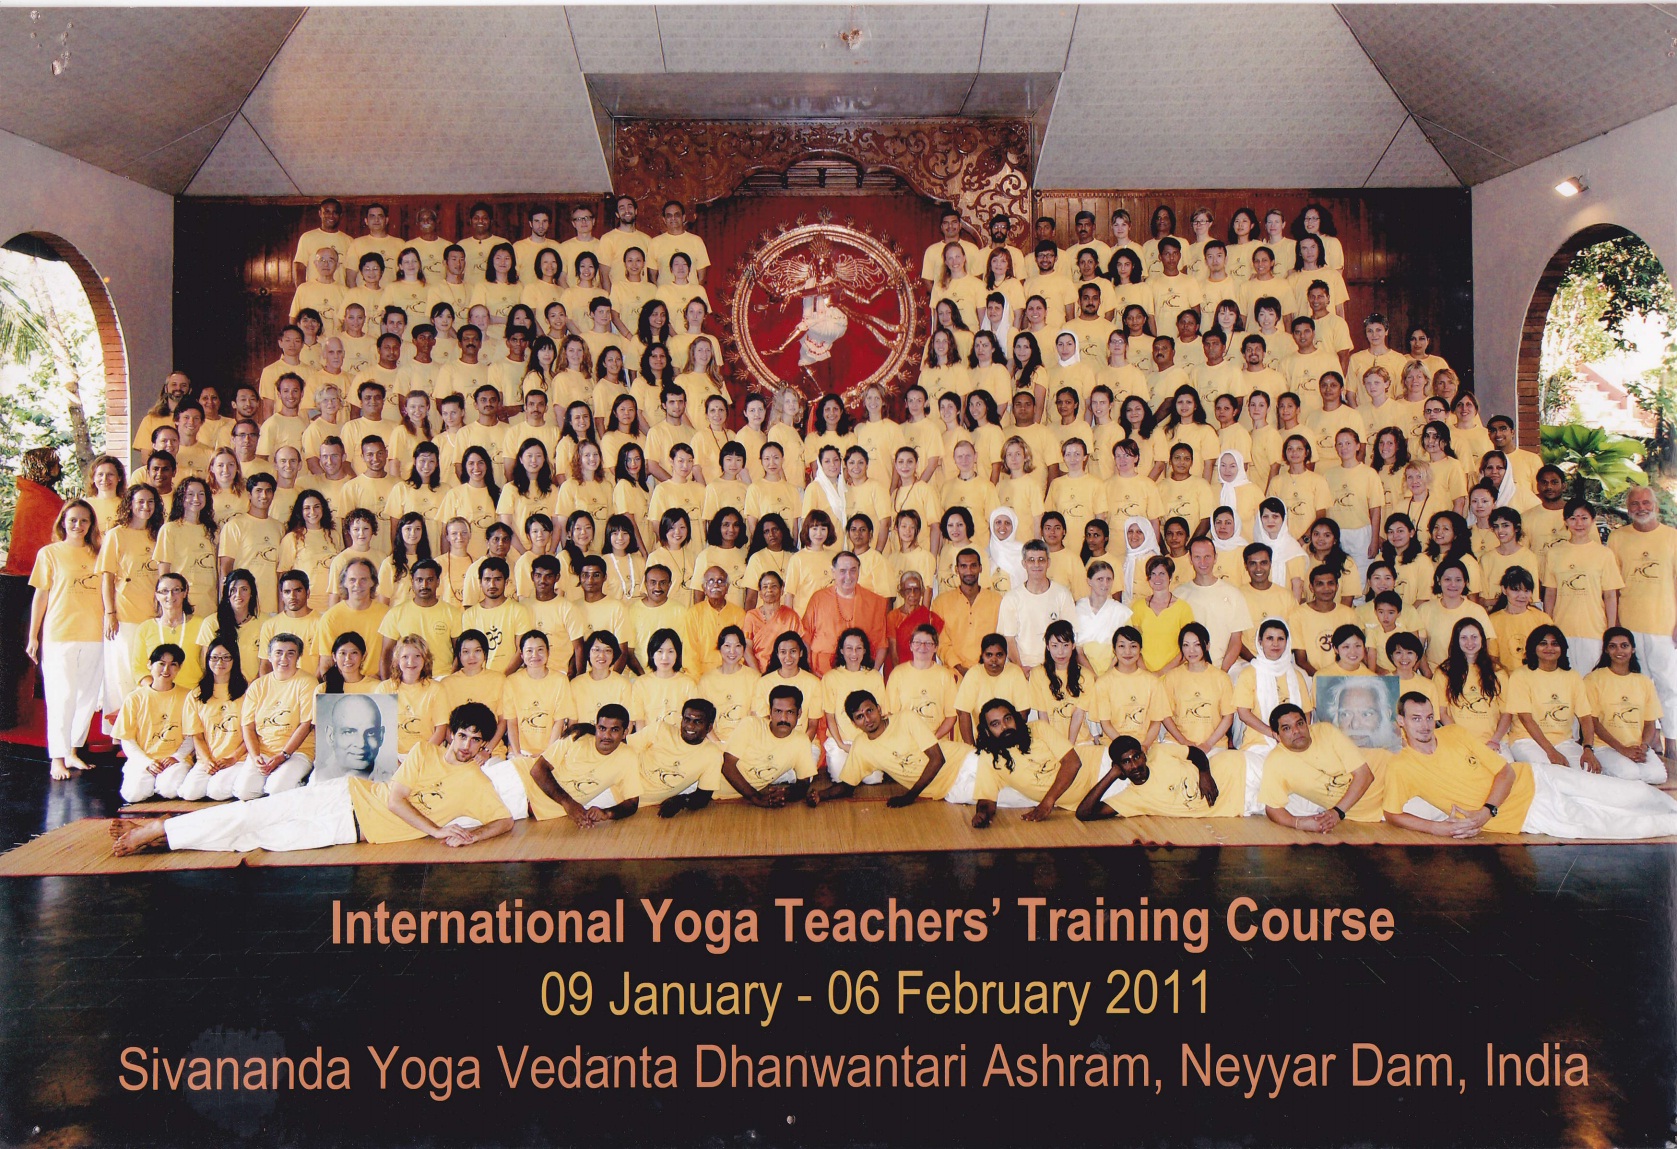 International Yoga Teachers’ Training Course
09 January - 06 February 2011
Sivananda Yoga Vedanta Dhanwantari Ashram, Neyyar Dam, India